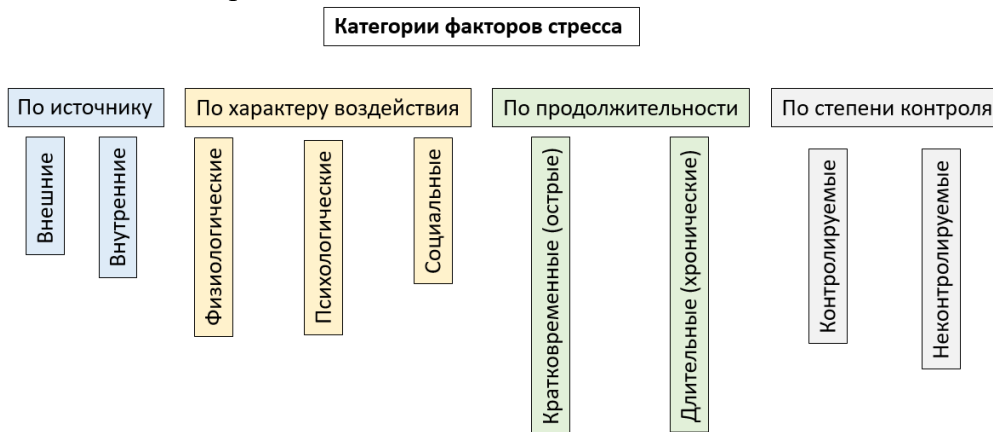 Категории факторов стресса
По источнику
Внешние
Внутренние
По характеру воздействия
Физиологические
Психологические
Социальные
По продолжительности
Кратковременные (острые)
Длительные (хронические)
По степени контроля
Контролируемые
Неконтролируемые